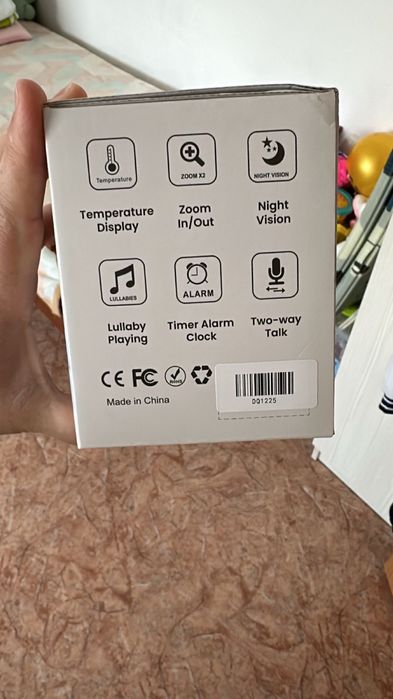 Temperature
ZOOM X2
NIGHT VISION
Temperature
Display
Zoom
In/Out
Night
Vision
LULLABIES
ALARM
Lullaby
Playing
Timer Alarm
Clock
Two-way
Talk
CE FC RoHS
Made in China
DQ1225